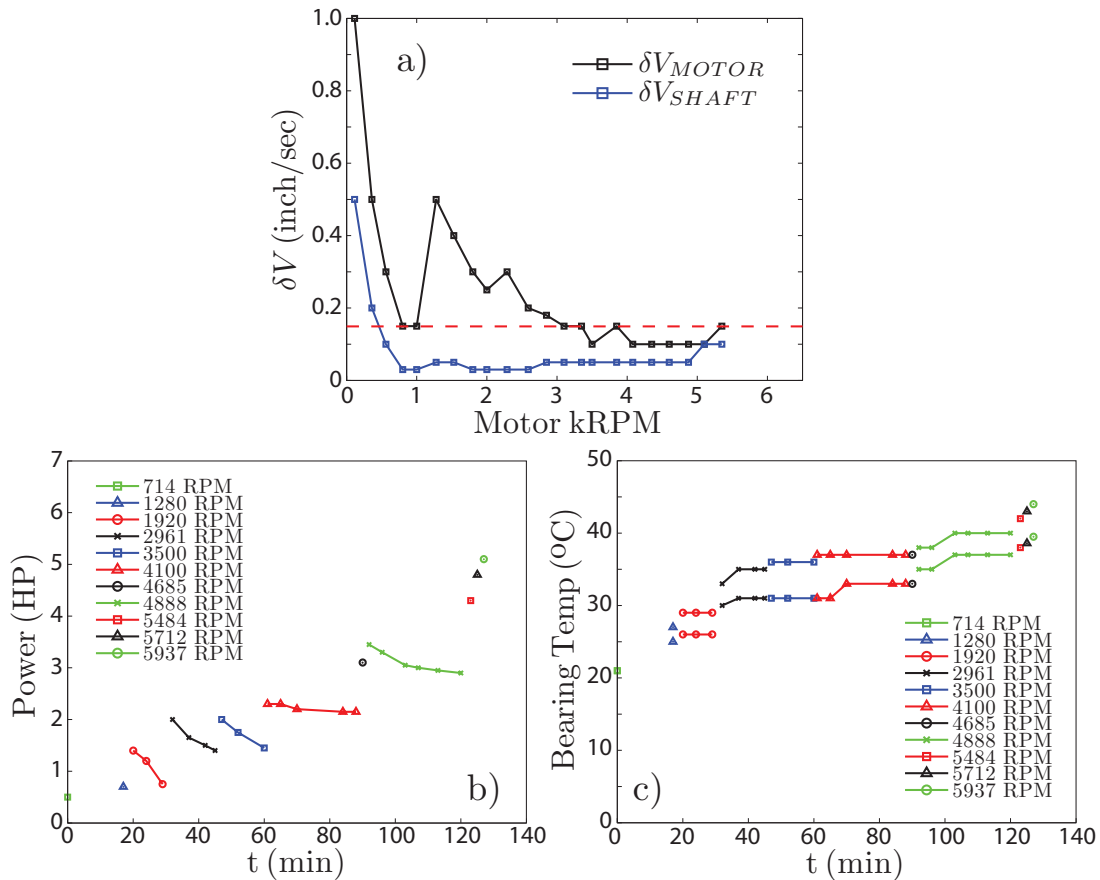 a)
δV_MOTOR
δV_SHAFT
1.0
0.8
0.6
0.4
0.2
0
δV (inch/sec)
0 1 2 3 4 5 6
Motor kRPM
b)
714 RPM
1280 RPM
1920 RPM
2961 RPM
3500 RPM
4100 RPM
4685 RPM
4888 RPM
5484 RPM
5712 RPM
5937 RPM
7
6
5
4
3
2
1
0
Power (HP)
0 20 40 60 80 100 120 140
t (min)
c)
714 RPM
1280 RPM
1920 RPM
2961 RPM
3500 RPM
4100 RPM
4685 RPM
4888 RPM
5484 RPM
5712 RPM
5937 RPM
50
40
30
20
10
0
Bearing Temp (ºC)
0 20 40 60 80 100 120 140
t (min)